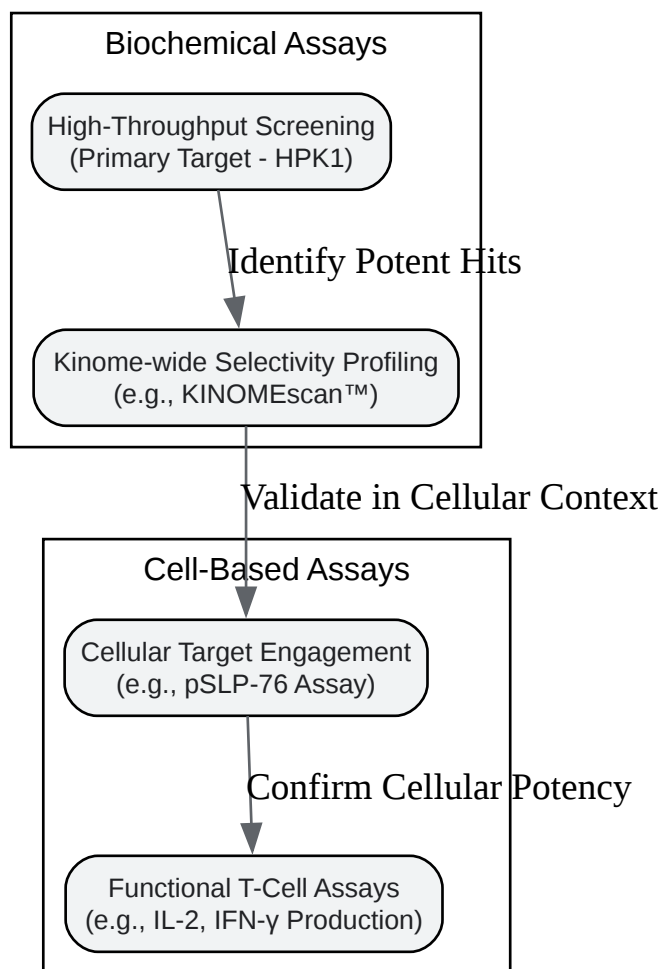 Biochemical Assays
High-Throughput Screening
(Primary Target - HPK1)
Identify Potent Hits
Kinome-wide Selectivity Profiling
(e.g., KINOMEscan™)
Validate in Cellular Context
Cell-Based Assays
Cellular Target Engagement
(e.g., pSLP-76 Assay)
Confirm Cellular Potency
Functional T-Cell Assays
(e.g., IL-2, IFN-γ Production)